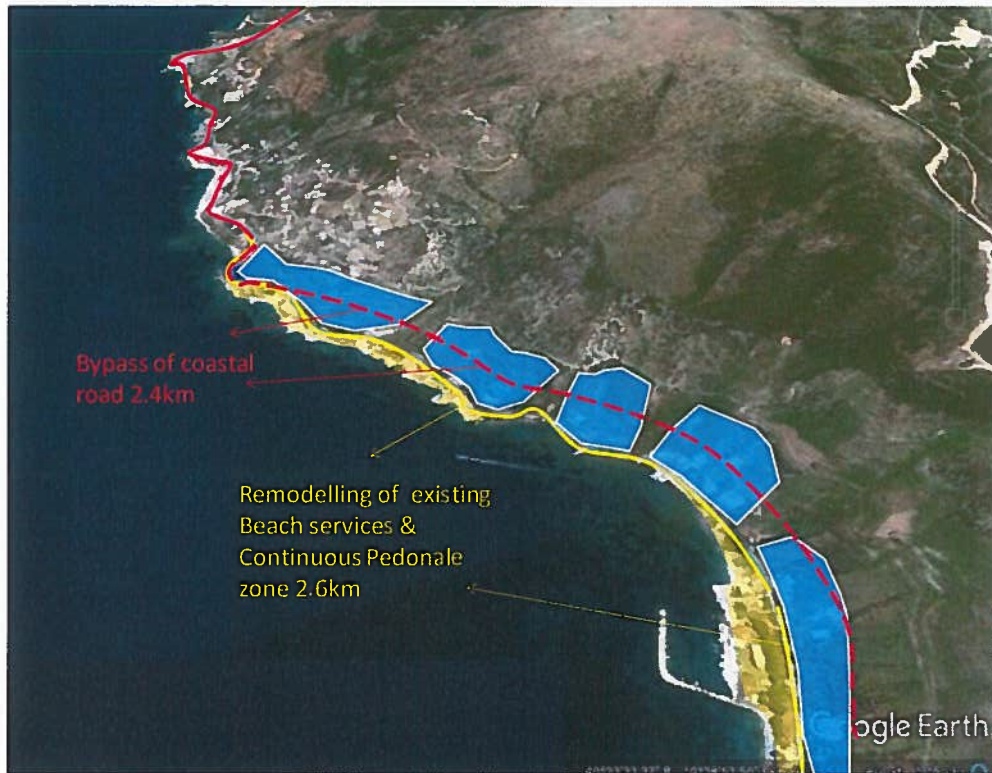 Bypass of coastal
road 2.4km
Remodelling of existing
Beach services &
Continuous Pedonale
zone 2.6km
Google Earth